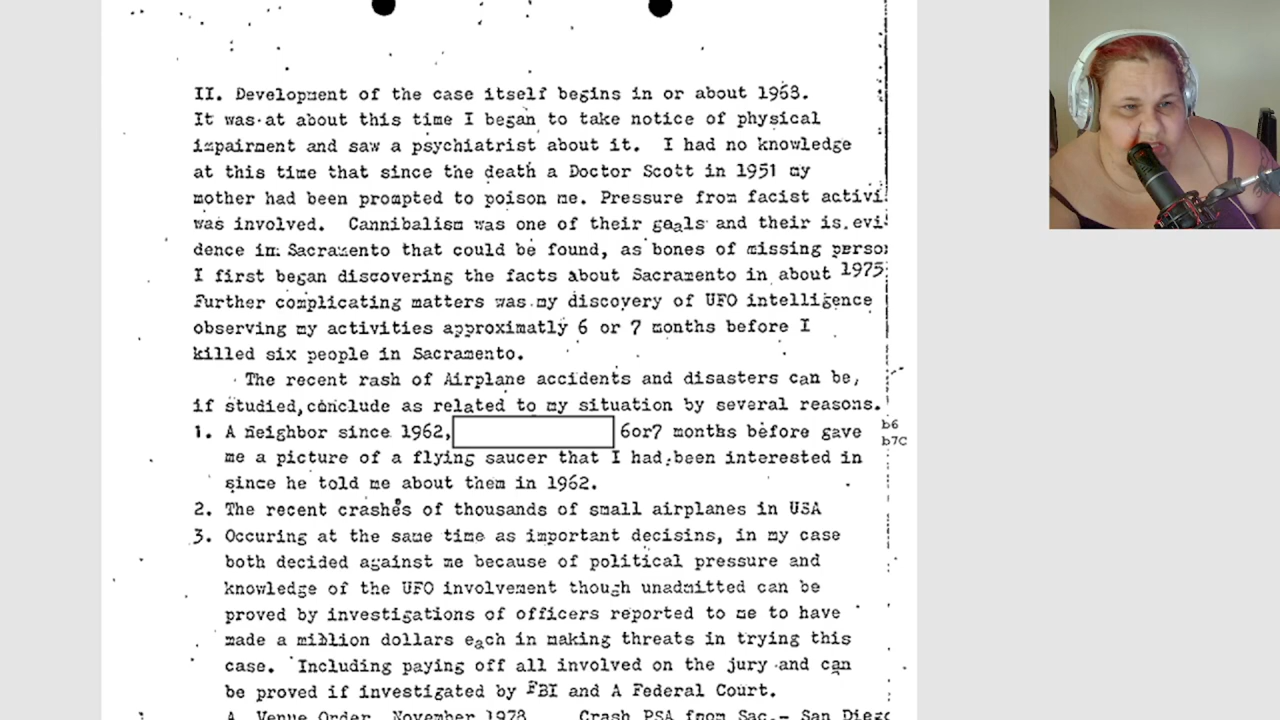 II. Development of the case itself begins in or about 1963.
It was at about this time I began to take notice of physical
impairment and saw a psychiatrist about it. I had no knowledge
at this time that since the death a Doctor Scott in 1951 my
mother had been prompted to poison me. Pressure from facist activi
was involved. Cannibalism was one of their goals and their is evi
dence in Sacramento that could be found, as bones of missing perso
I first began discovering the facts about Sacramento in about 1975
Further complicating matters was my discovery of UFO intelligence
observing my activities approximatly 6 or 7 months before I
killed six people in Sacramento.
The recent rash of Airplane accidents and disasters can be,
if studied, conclude as related to my situation by several reasons.
1. A neighbor since 1962, 6or7 months before gave
b6
b7C
me a picture of a flying saucer that I had been interested in
since he told me about them in 1962.
2. The recent crashes of thousands of small airplanes in USA
3. Occuring at the same time as important decisins, in my case
both decided against me because of political pressure and
knowledge of the UFO involvement though unadmitted can be
proved by investigations of officers reported to me to have
made a million dollars each in making threats in trying this
case. Including paying off all involved on the jury and can
be proved if investigated by FBI and A Federal Court.
A. Venue Order, November 1978 Crash PSA from Sac.- San Diego